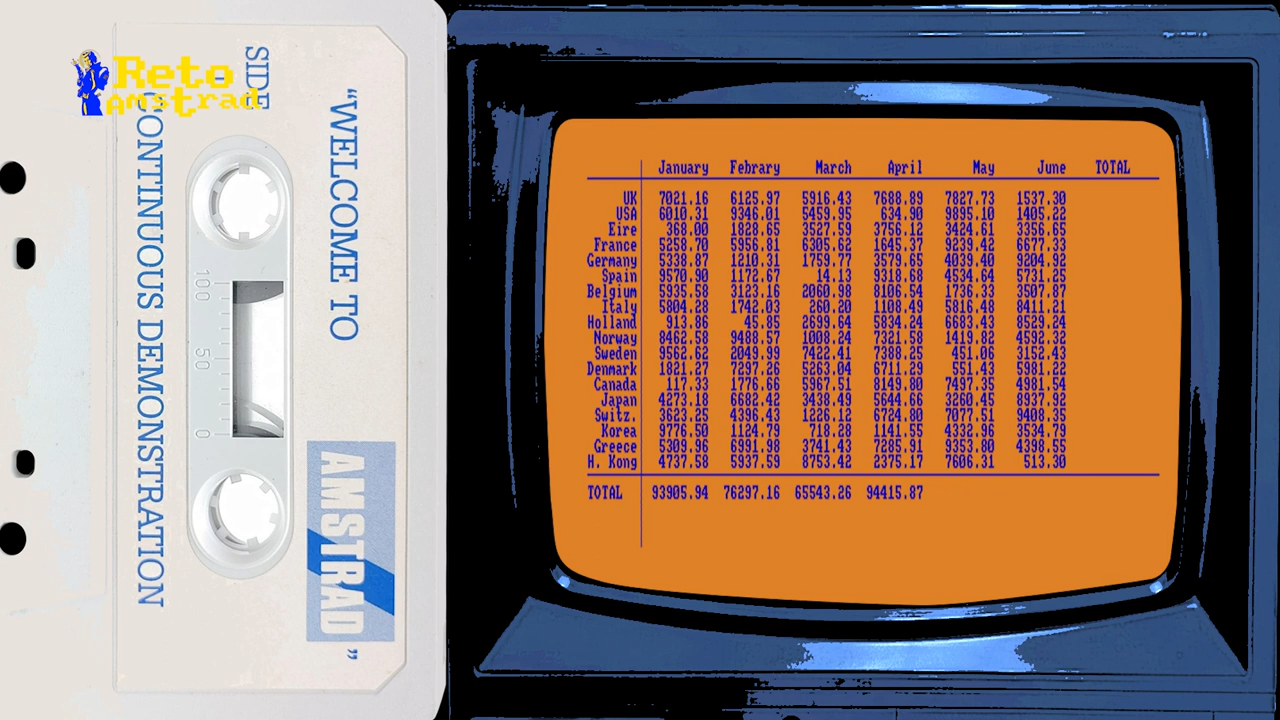 Reto
Amstrad
SIDE 1
"WELCOME TO
CONTINUOUS DEMONSTRATION
AMSTRAD"
100
50
0
January Febrary March April May June TOTAL
UK 7021.16 6125.97 5916.43 7688.89 7827.73 1537.30
USA 6010.31 9346.01 5459.95 634.90 9895.10 1405.22
Eire 368.00 1828.65 3527.59 3756.12 3424.61 3356.65
France 5258.70 5956.81 6305.62 1645.37 9239.42 6677.33
Germany 5338.87 1210.31 1759.77 3579.65 4039.40 9204.92
Spain 9570.90 1172.67 14.13 9318.68 4534.64 5731.25
Belgium 5935.58 3123.16 2060.98 8106.54 1736.33 3507.87
Italy 5804.28 1742.03 260.20 1108.49 5816.48 8411.21
Holland 913.86 45.85 2699.64 5834.24 6683.43 8529.24
Norway 8462.58 9488.57 1008.24 7321.58 1419.82 4592.32
Sweden 9562.62 2049.99 7422.41 7388.25 451.06 3152.43
Denmark 1821.27 7297.26 5263.04 6711.29 551.43 5981.22
Canada 117.33 1776.66 5967.51 8149.80 7497.35 4981.54
Japan 4273.18 6682.42 3438.49 5644.66 3260.45 8937.92
Switz. 3623.25 4396.43 1226.12 6724.80 7077.51 9408.35
Korea 9776.50 1124.79 718.28 1141.55 4332.96 3534.79
Greece 5309.96 6991.98 3741.43 7285.91 9353.80 4398.55
H. Kong 4737.58 5937.59 8753.42 2375.17 7606.31 513.30
TOTAL 93905.94 76297.16 65543.26 94415.87